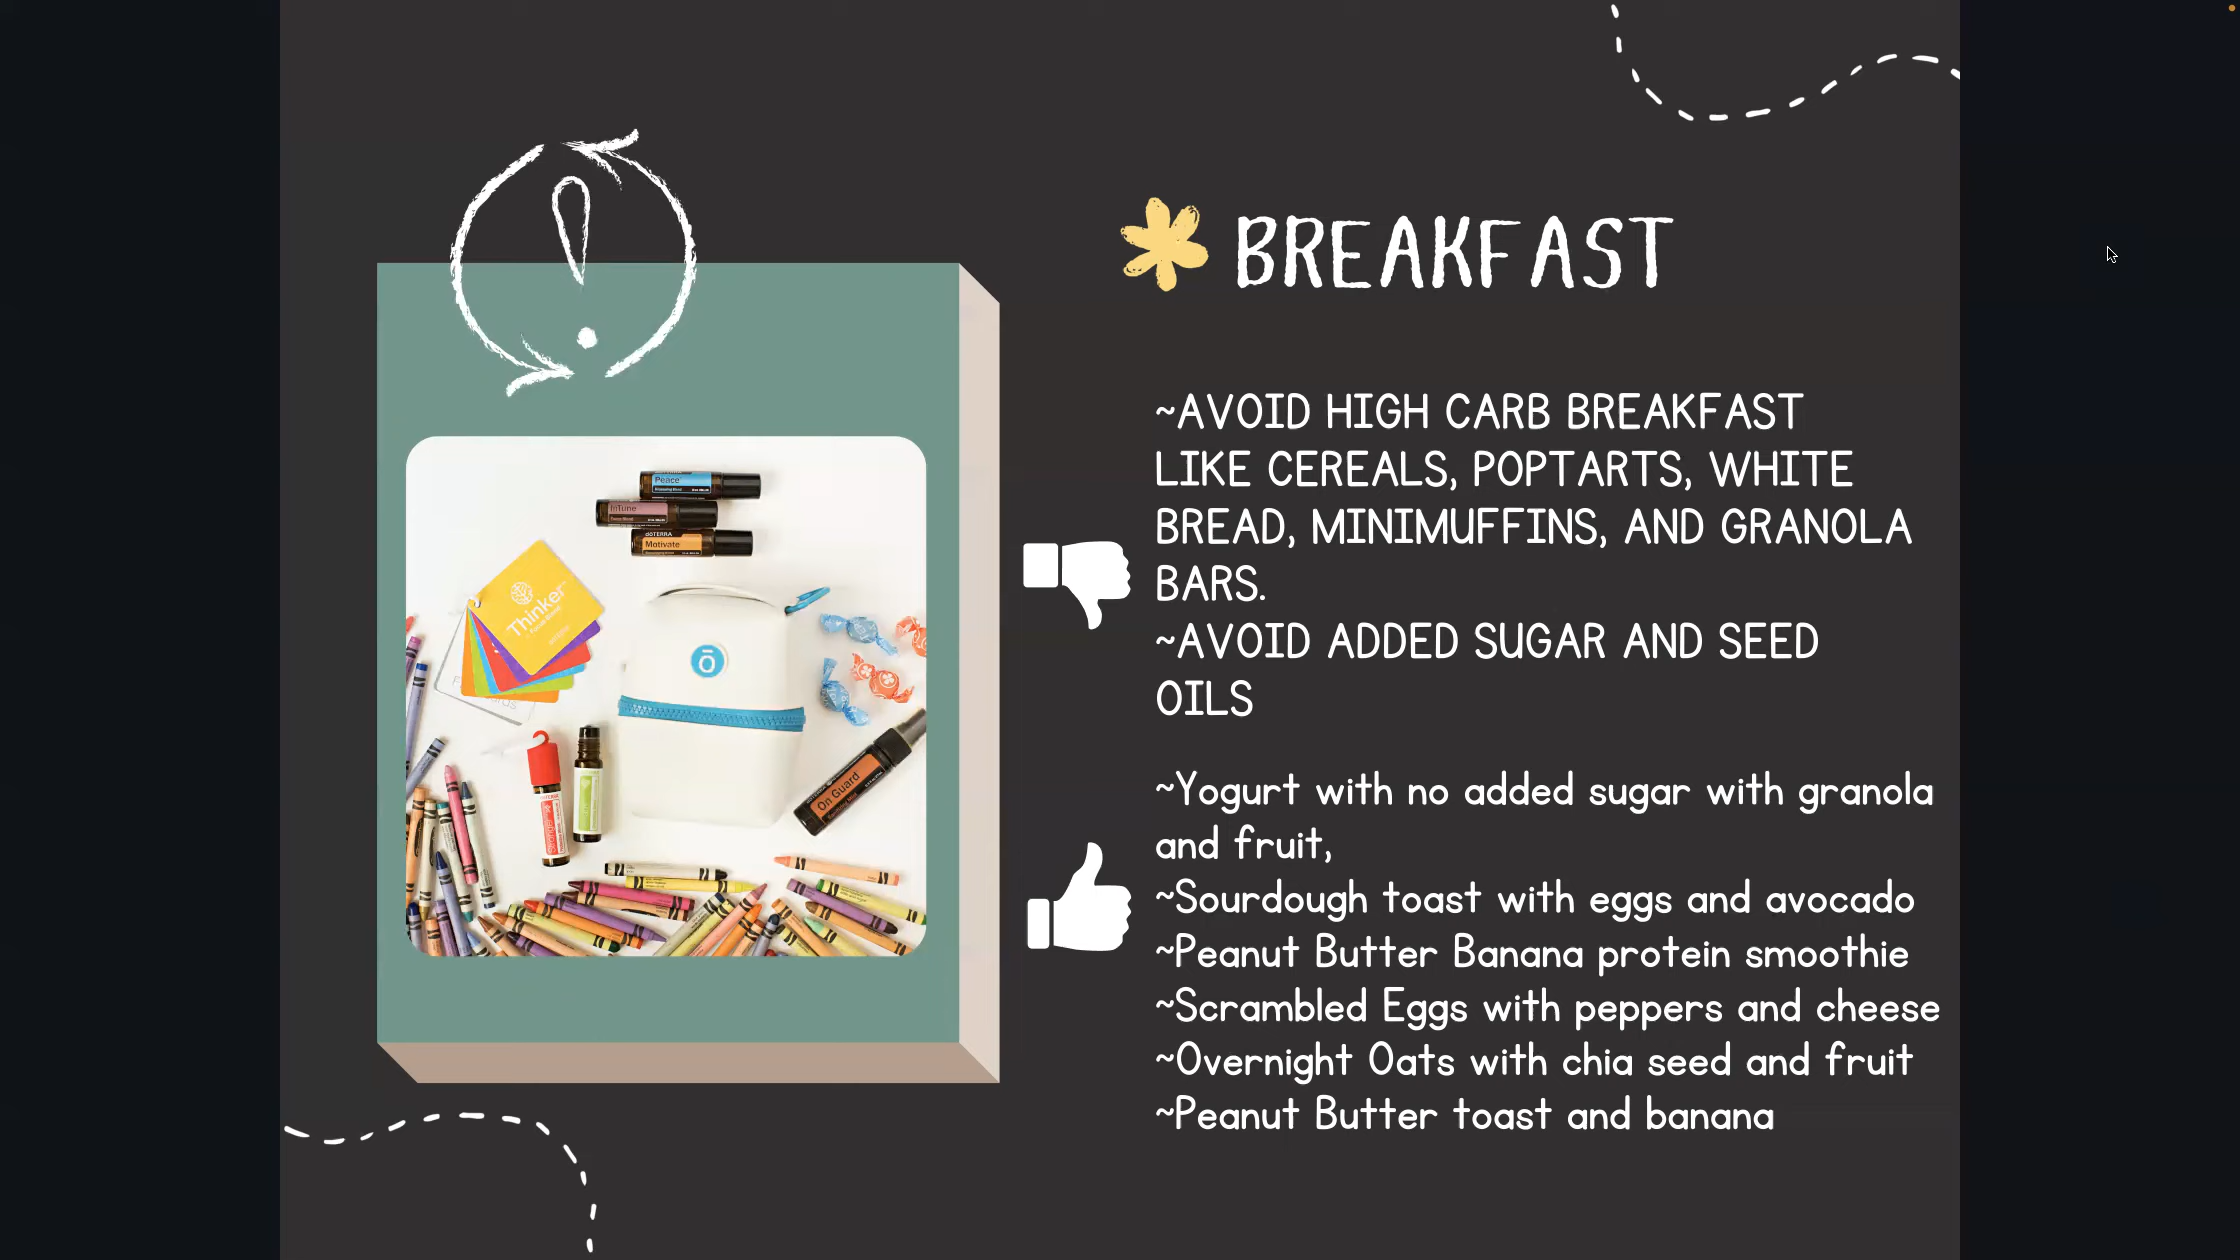 BREAKFAST
~AVOID HIGH CARB BREAKFAST
LIKE CEREALS, POPTARTS, WHITE
BREAD, MINIMUFFINS, AND GRANOLA
BARS.
~AVOID ADDED SUGAR AND SEED
OILS
~Yogurt with no added sugar with granola
and fruit,
~Sourdough toast with eggs and avocado
~Peanut Butter Banana protein smoothie
~Scrambled Eggs with peppers and cheese
~Overnight Oats with chia seed and fruit
~Peanut Butter toast and banana
Peace
InTune
dōTERRA
Motivate
Thinker
ō
On Guard